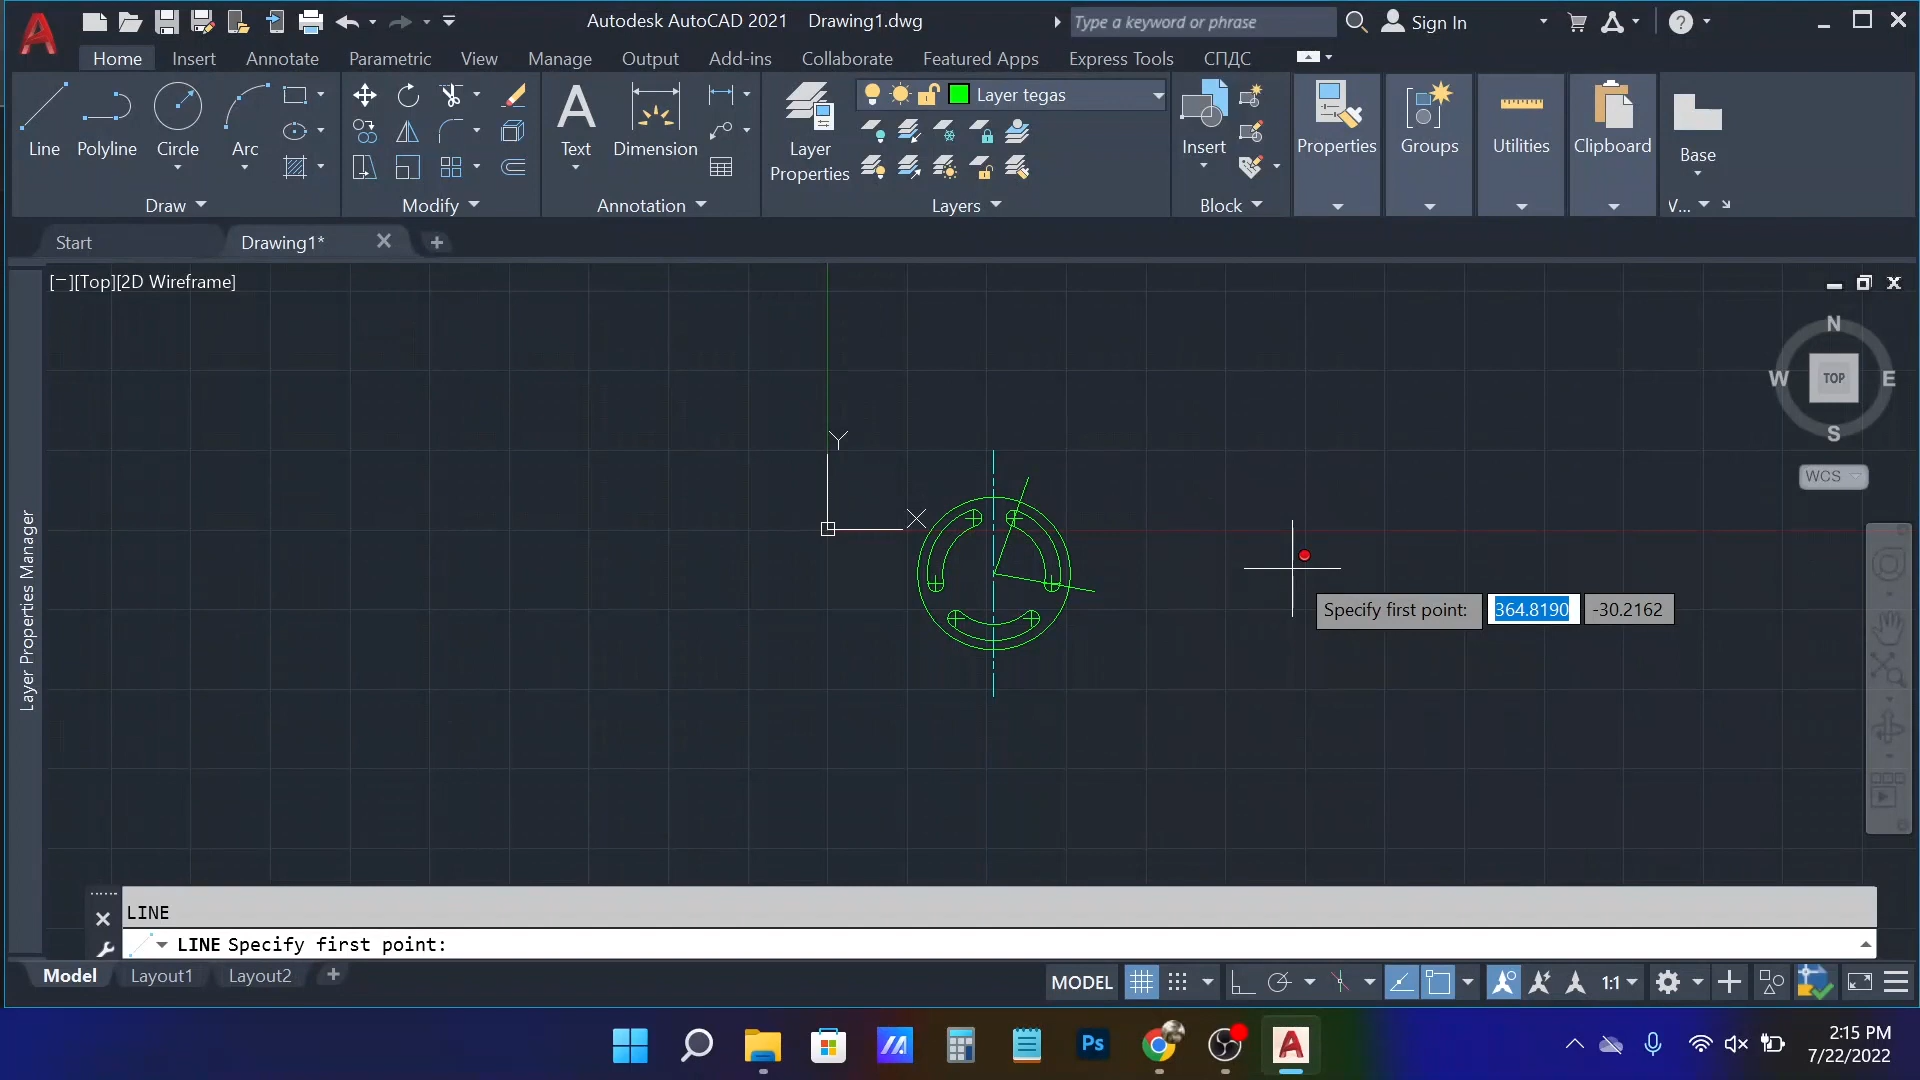 Autodesk AutoCAD 2021 Drawing1.dwg
Type a keyword or phrase
Sign In
Home Insert Annotate Parametric View Manage Output Add-ins Collaborate Featured Apps Express Tools СПДС
Layer tegas
Line Polyline Circle Arc
Text Dimension
Layer Properties
Insert
Properties Groups Utilities Clipboard Base
Draw Modify Annotation Layers Block V...
Start Drawing1*
[−][Top][2D Wireframe]
N
W TOP E
S
WCS
Y
X
Layer Properties Manager
Specify first point: 364.8190 -30.2162
LINE
LINE Specify first point:
Model Layout1 Layout2
MODEL 1:1
Ps
2:15 PM
7/22/2022